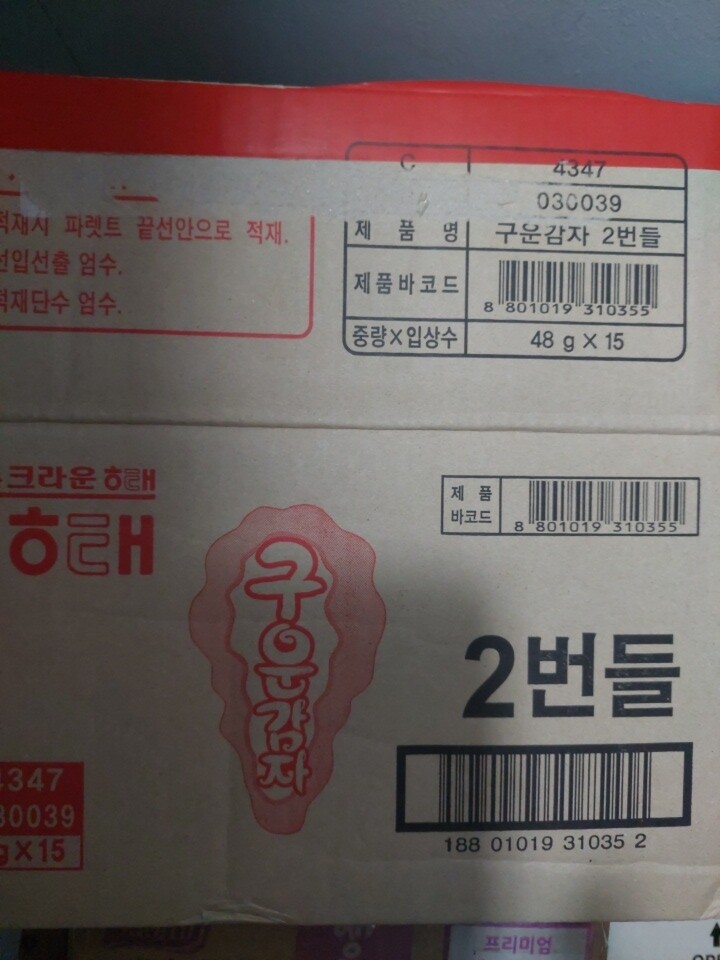 C 4347
030039
적재시 파렛트 끝선안으로 적재.
선입선출 엄수.
적재단수 엄수.
제 품 명 구운감자 2번들
제품바코드 8 801019 310355
중량X입상수 48 g X 15
크라운 해태
해태
제 품
바코드 8 801019 310355
구운감자
2번들
188 01019 31035 2
4347
30039
g X 15
프리미엄